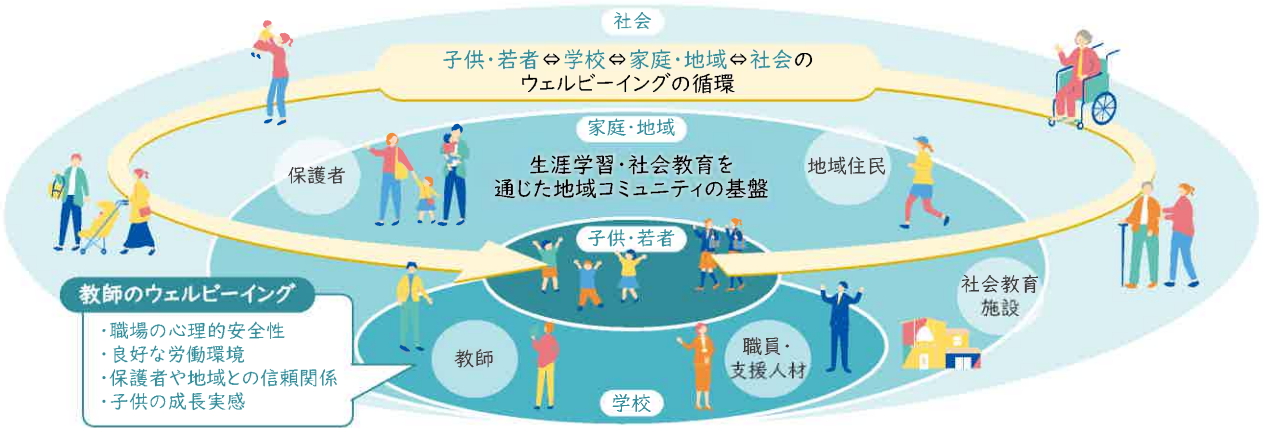 社会
子供・若者⇔学校⇔家庭・地域⇔社会の
ウェルビーイングの循環
家庭・地域
生涯学習・社会教育を
通じた地域コミュニティの基盤
保護者
地域住民
子供・若者
社会教育
施設
教師のウェルビーイング
・職場の心理的安全性
・良好な労働環境
・保護者や地域との信頼関係
・子供の成長実感
教師
職員・
支援人材
学校